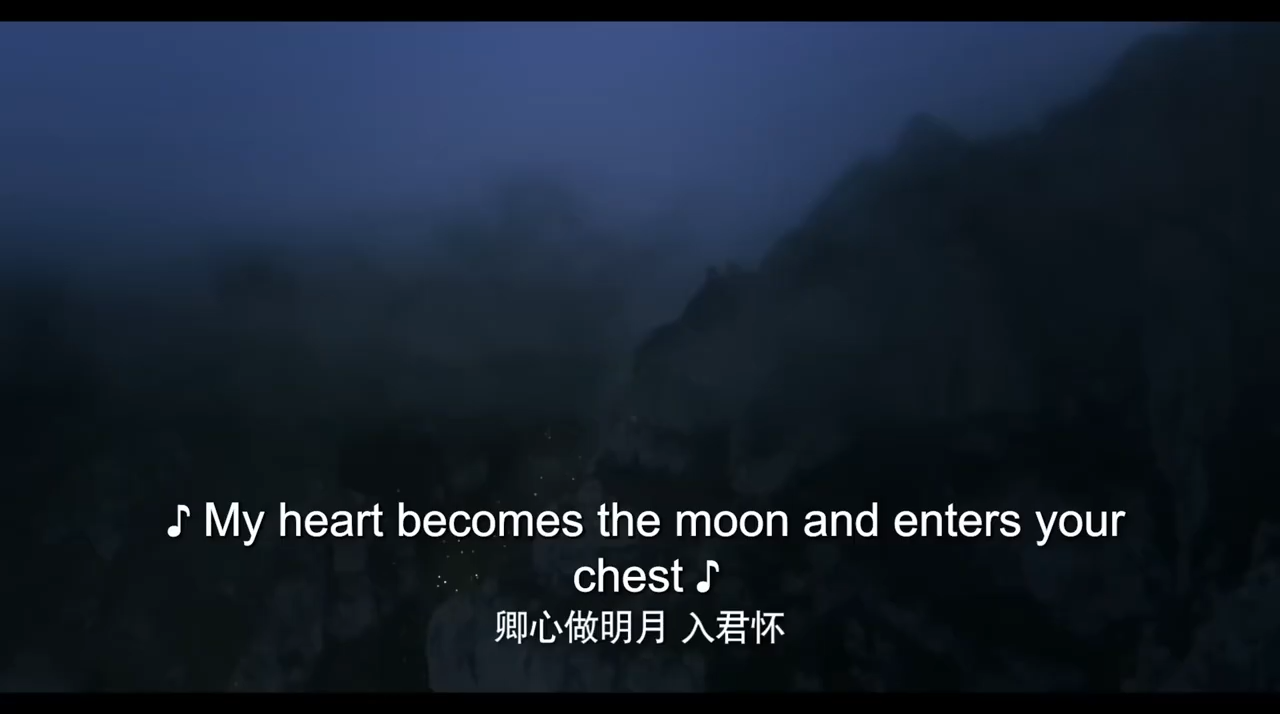 ♪ My heart becomes the moon and enters your
chest ♪
卿心做明月 入君怀